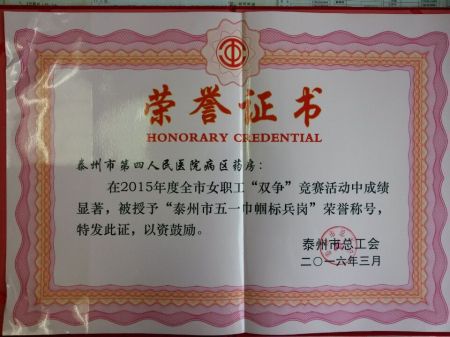 荣誉证书
HONORARY CREDENTIAL
泰州市第四人民医院病区药房：
在2015年度全市女职工“双争”竞赛活动中成绩
显著，被授予“泰州市五一巾帼标兵岗”荣誉称号，
特发此证，以资鼓励。
泰州市总工会
二〇一六年三月